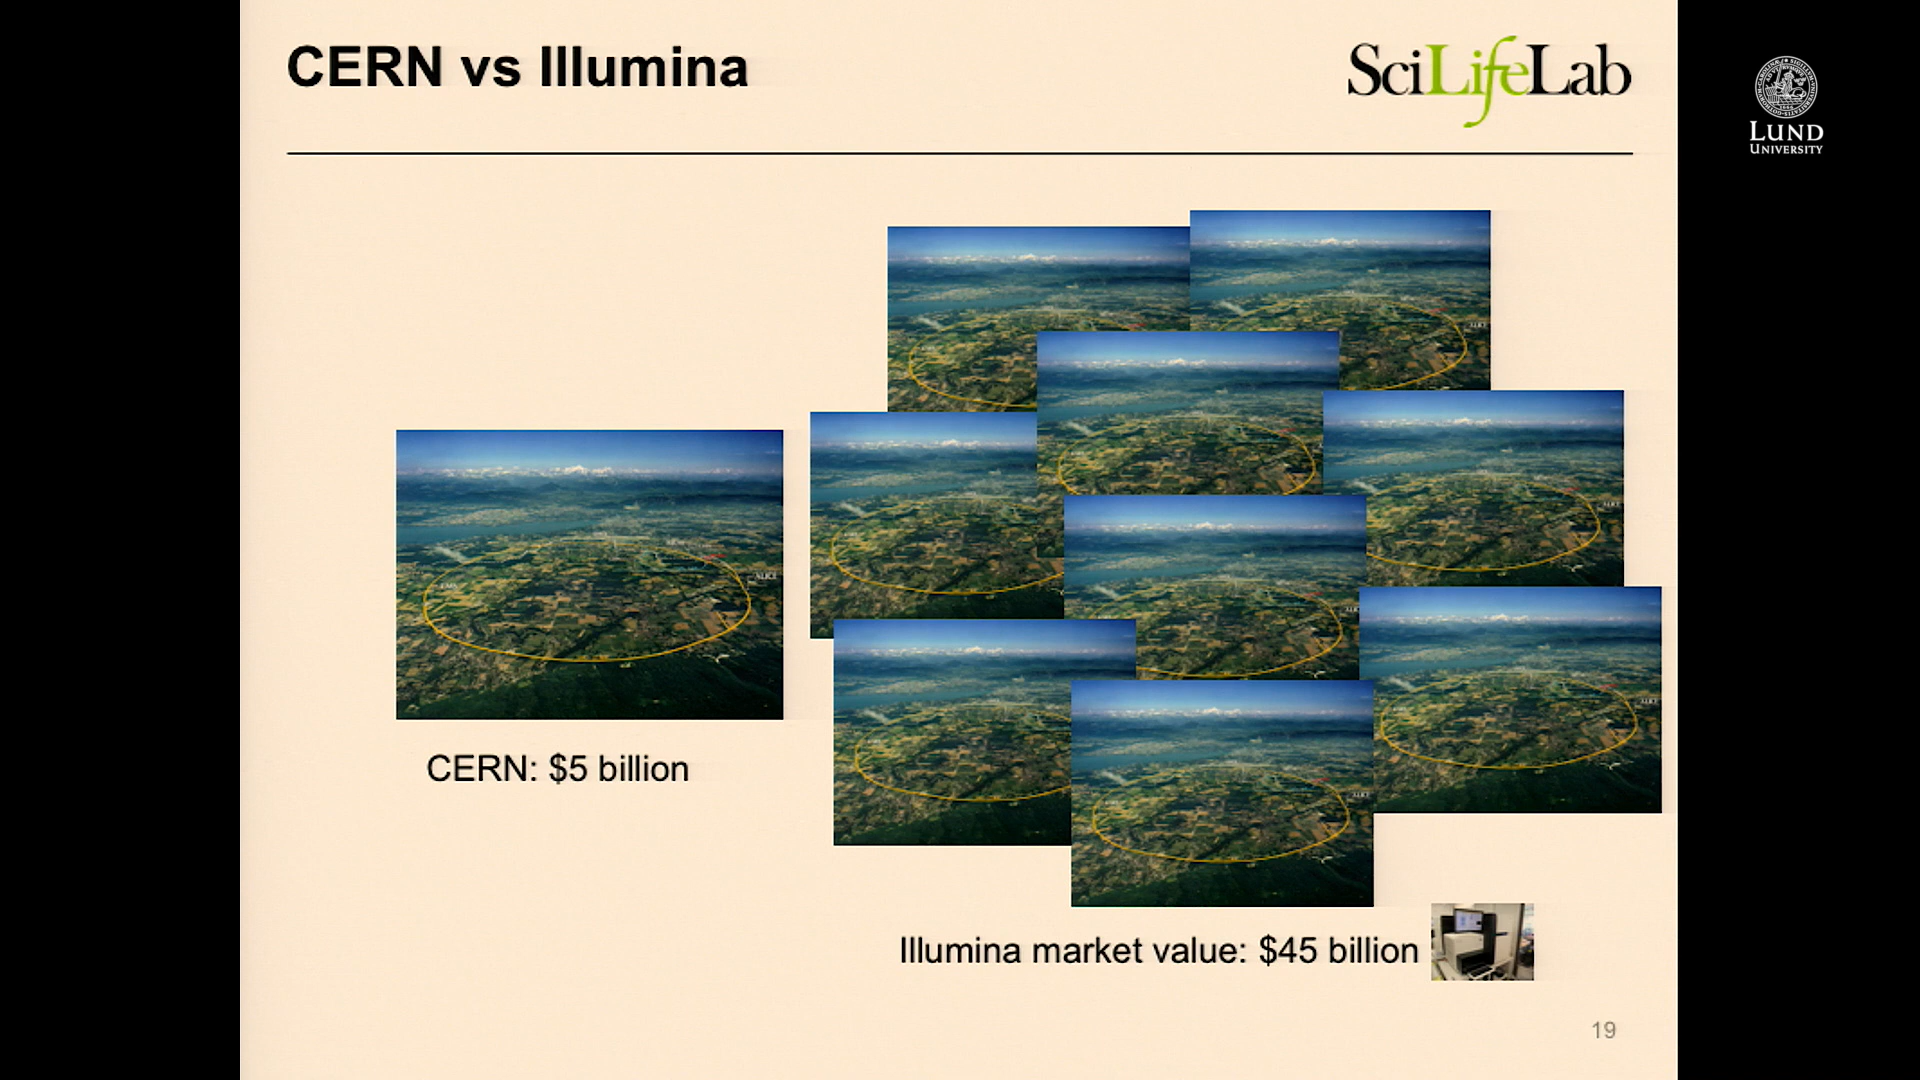 CERN vs Illumina
SciLifeLab
LUND
UNIVERSITY
CERN: $5 billion
Illumina market value: $45 billion
19